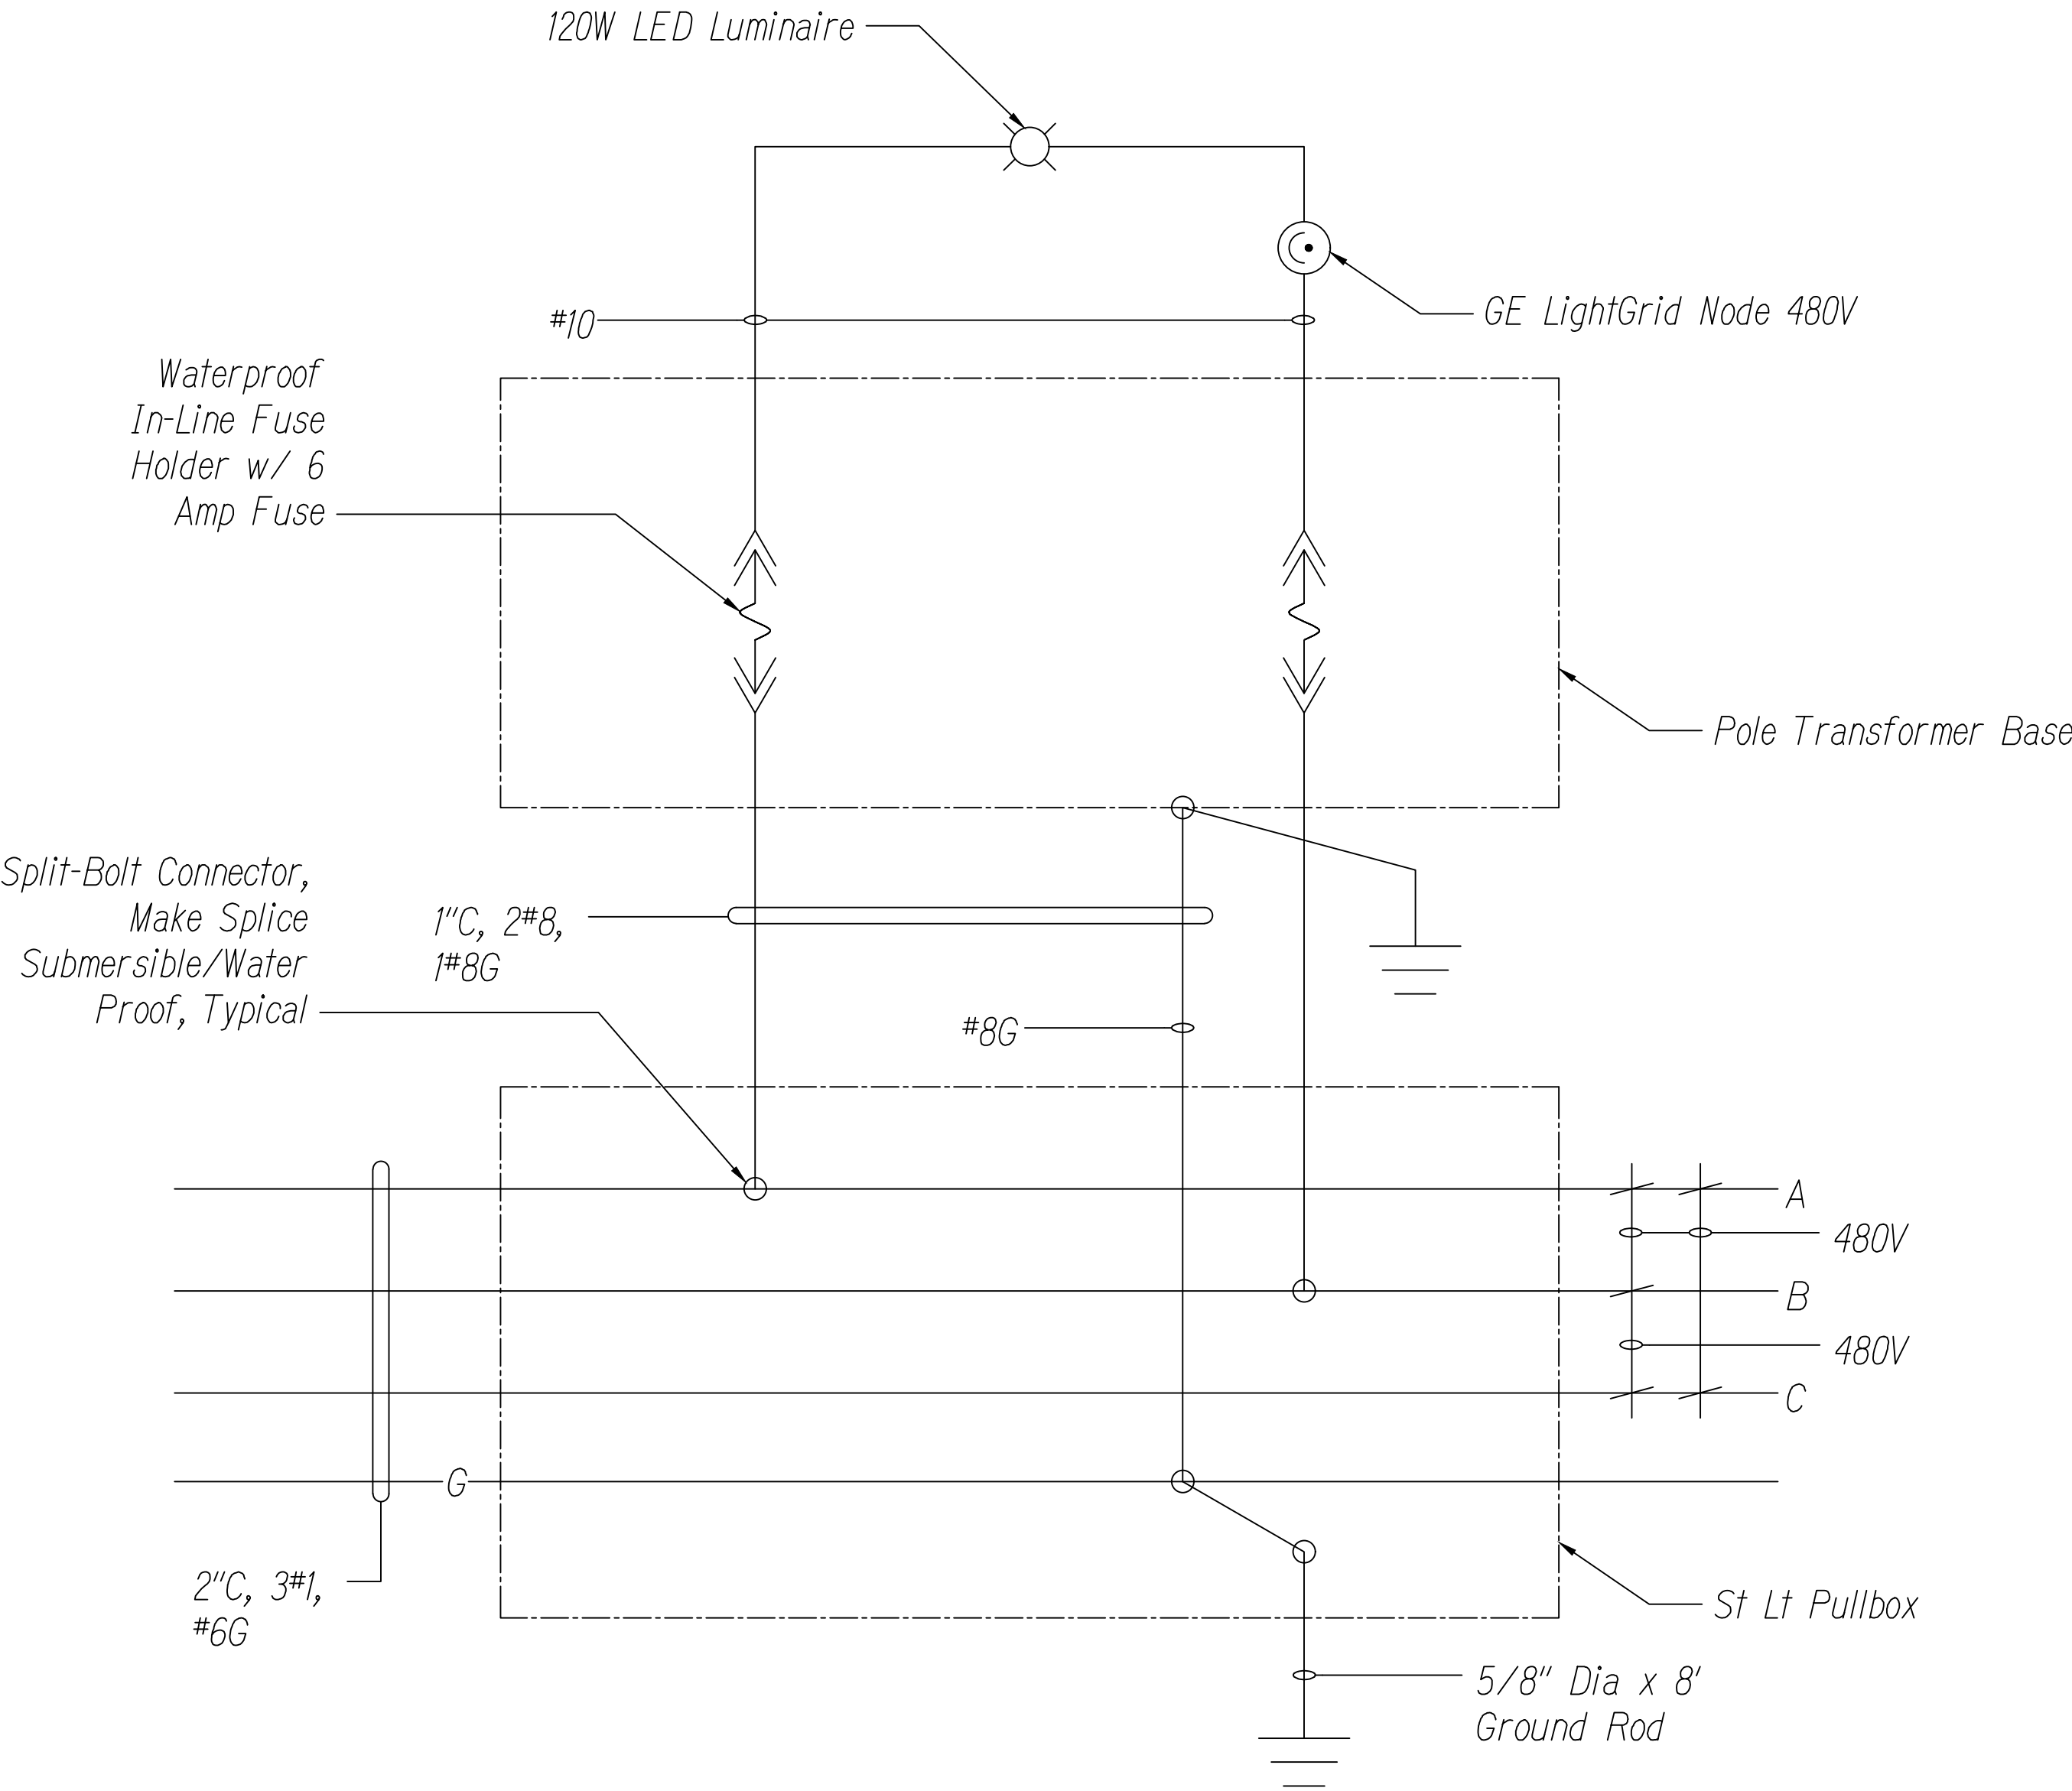 120W LED Luminaire
GE LightGrid Node 480V
#10
Waterproof
In-Line Fuse
Holder w/ 6
Amp Fuse
Pole Transformer Base
Split-Bolt Connector,
Make Splice
Submersible/Water
Proof, Typical
1"C, 2#8,
1#8G
#8G
A
480V
B
480V
C
G
2"C, 3#1,
#6G
St Lt Pullbox
5/8" Dia x 8'
Ground Rod